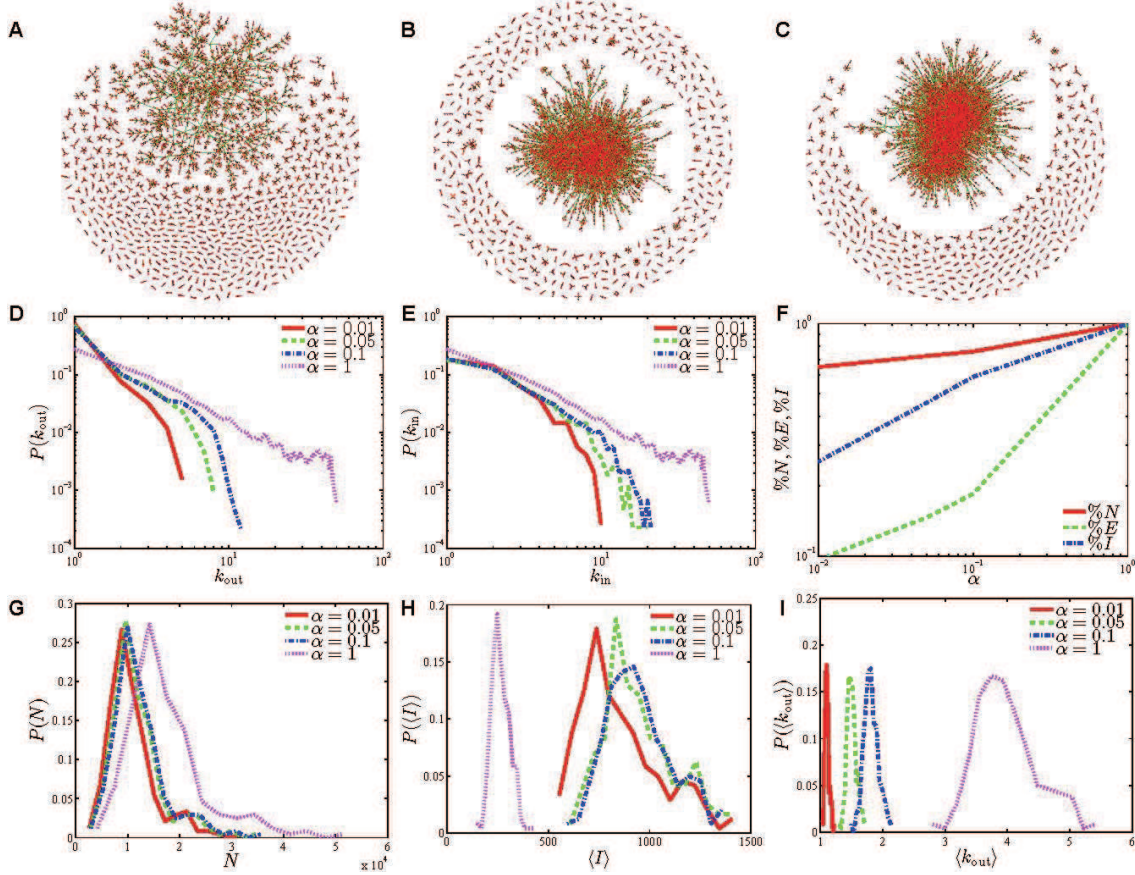 A
B
C
D
P(k_out)
10^0
10^-1
10^-2
10^-3
10^-4
10^0
10^1
10^2
k_out
α = 0.01
α = 0.05
α = 0.1
α = 1
E
P(k_in)
10^0
10^-1
10^-2
10^-3
10^-4
10^0
10^1
10^2
k_in
α = 0.01
α = 0.05
α = 0.1
α = 1
F
%N, %E, %I
10^0
10^-1
10^-2
10^-1
10^0
α
%N
%E
%I
G
P(N)
0.3
0.25
0.2
0.15
0.1
0.05
0
0
1
2
3
4
5
6
x 10^4
N
α = 0.01
α = 0.05
α = 0.1
α = 1
H
P(⟨I⟩)
0.2
0.15
0.1
0.05
0
0
500
1000
1500
⟨I⟩
α = 0.01
α = 0.05
α = 0.1
α = 1
I
P(⟨k_out⟩)
0.2
0.15
0.1
0.05
0
1
2
3
4
5
6
⟨k_out⟩
α = 0.01
α = 0.05
α = 0.1
α = 1